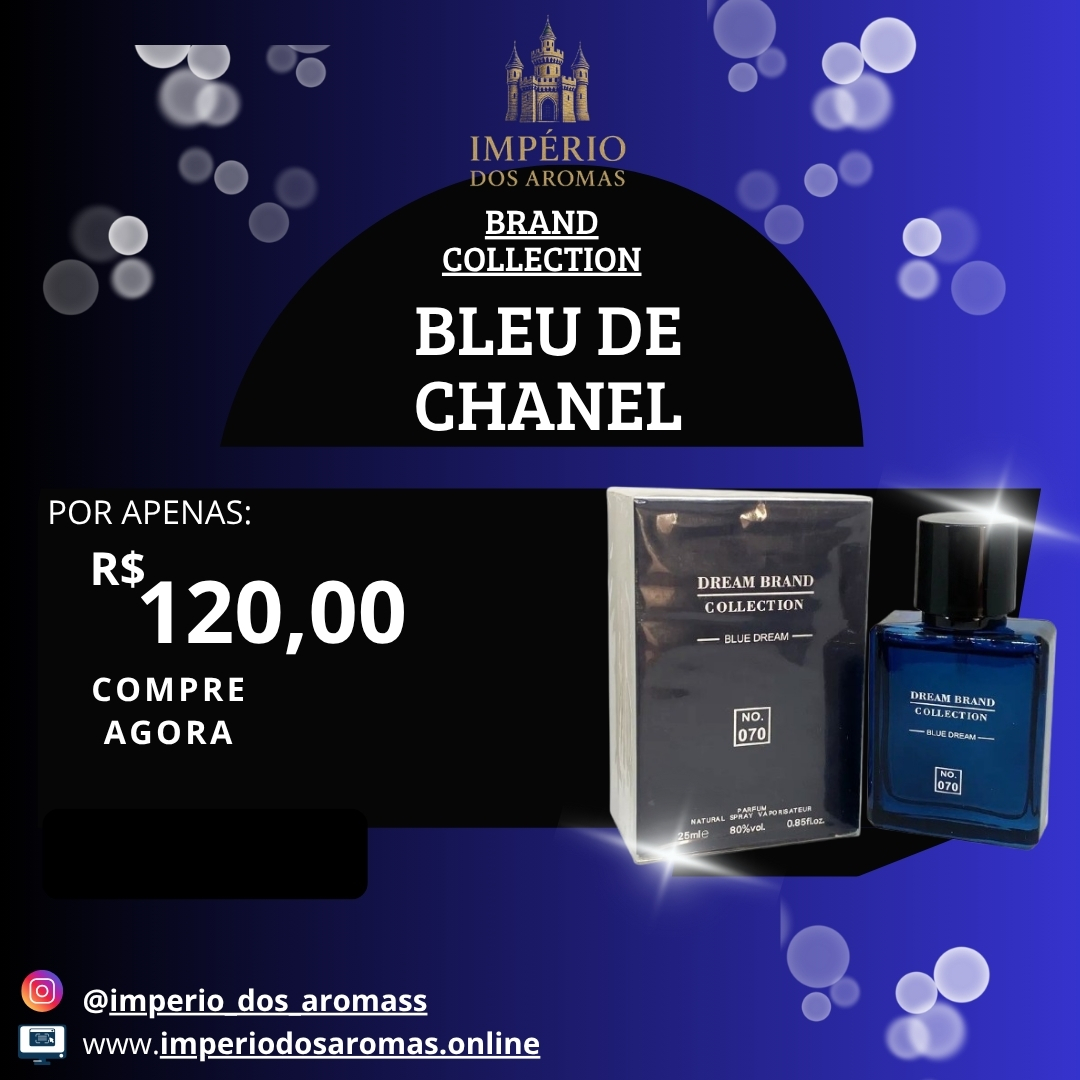 IMPÉRIO
DOS AROMAS
BRAND
COLLECTION
BLEU DE
CHANEL
POR APENAS:
R$
120,00
COMPRE
AGORA
DREAM BRAND
COLLECTION
BLUE DREAM
NO.
070
PARFUM
NATURAL SPRAY VAPORISATEUR
25ml℮ 80%vol. 0.85fl.oz.
DREAM BRAND
COLLECTION
BLUE DREAM
NO.
070
@imperio_dos_aromass
www.imperiodosaromas.online